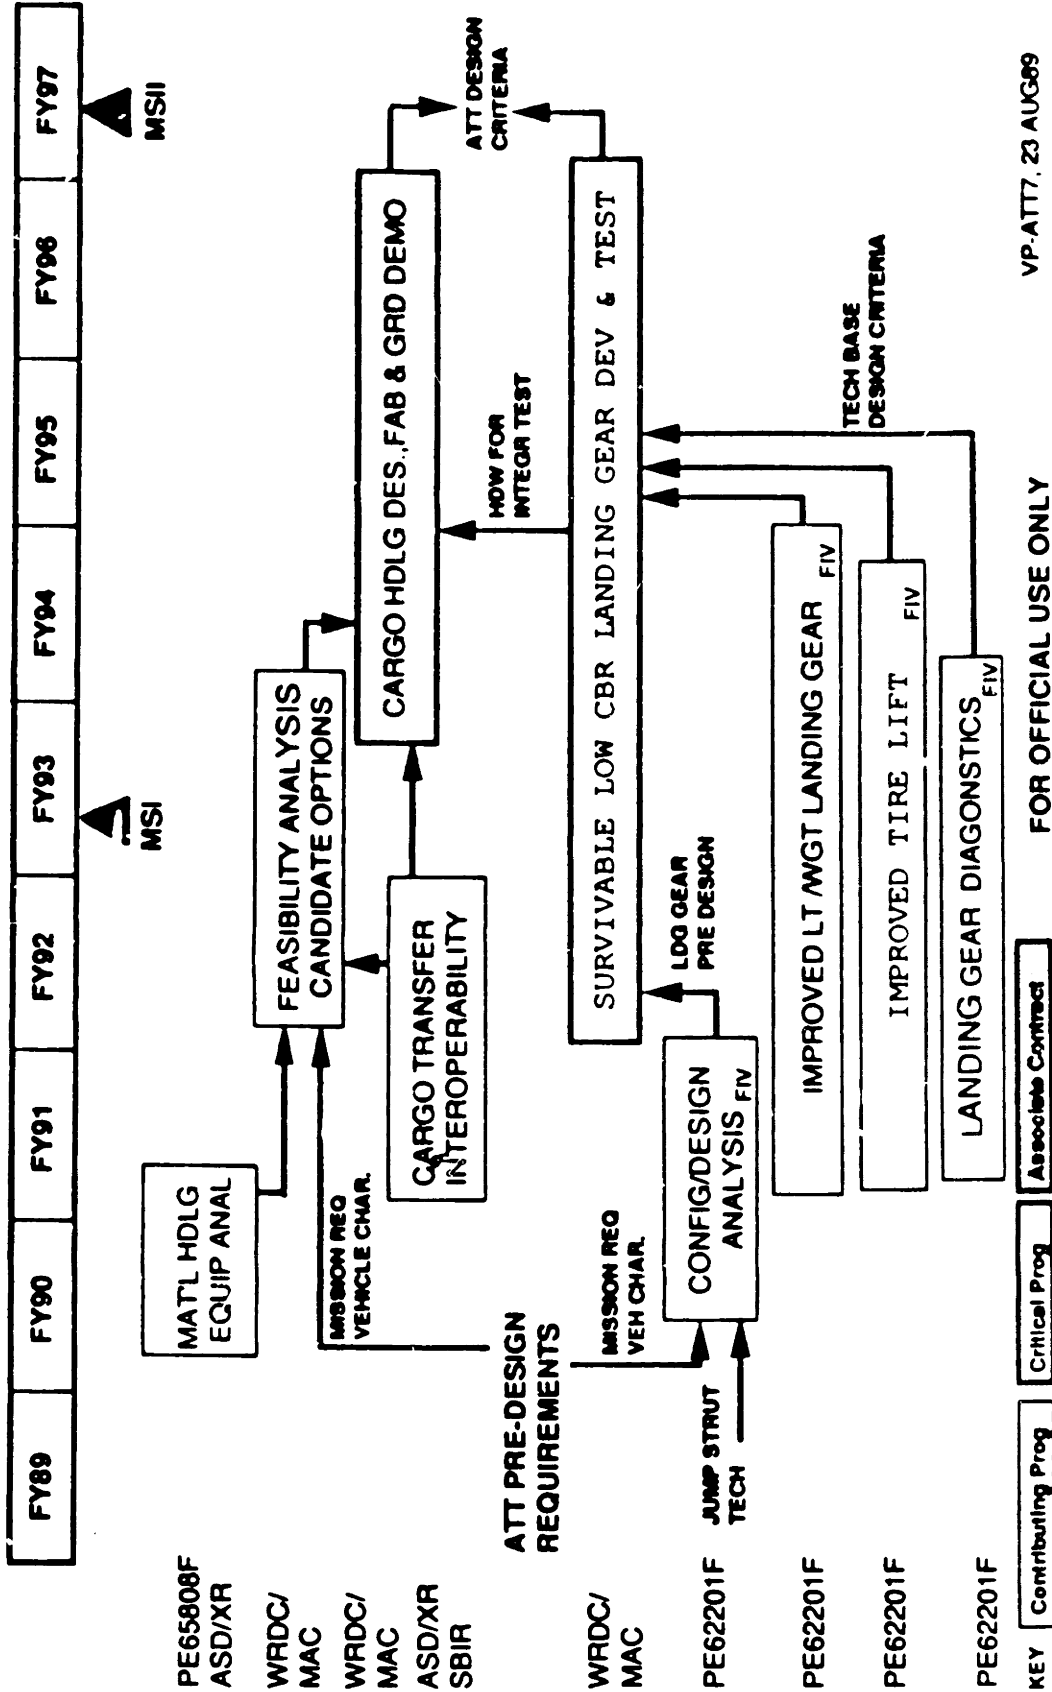 FY89
FY90
FY91
FY92
FY93
FY94
FY95
FY96
FY97
MSI
MSII
PE65808F
ASD/XR
MAT'L HDLG
EQUIP ANAL
WRDC/
MAC
FEASIBILITY ANALYSIS
CANDIDATE OPTIONS
MISSION REQ
VEHICLE CHAR.
WRDC/
MAC
CARGO HDLG DES.,FAB & GRD DEMO
ASD/XR
SBIR
CARGO TRANSFER
INTEROPERABILITY
ATT DESIGN
CRITERIA
HDW FOR
INTEGR TEST
ATT PRE-DESIGN
REQUIREMENTS
WRDC/
MAC
MISSION REQ
VEH CHAR.
SURVIVABLE LOW CBR LANDING GEAR DEV & TEST
LDG GEAR
PRE DESIGN
PE62201F
JUMP STRUT
TECH
CONFIG/DESIGN
ANALYSIS FIV
PE62201F
IMPROVED LT/WGT LANDING GEAR
FIV
PE62201F
IMPROVED TIRE LIFT
FIV
TECH BASE
DESIGN CRITERIA
PE62201F
LANDING GEAR DIAGONSTICS
FIV
KEY
Contributing Prog
Critical Prog
Associate Contract
FOR OFFICIAL USE ONLY
VP-ATT7, 23 AUG89